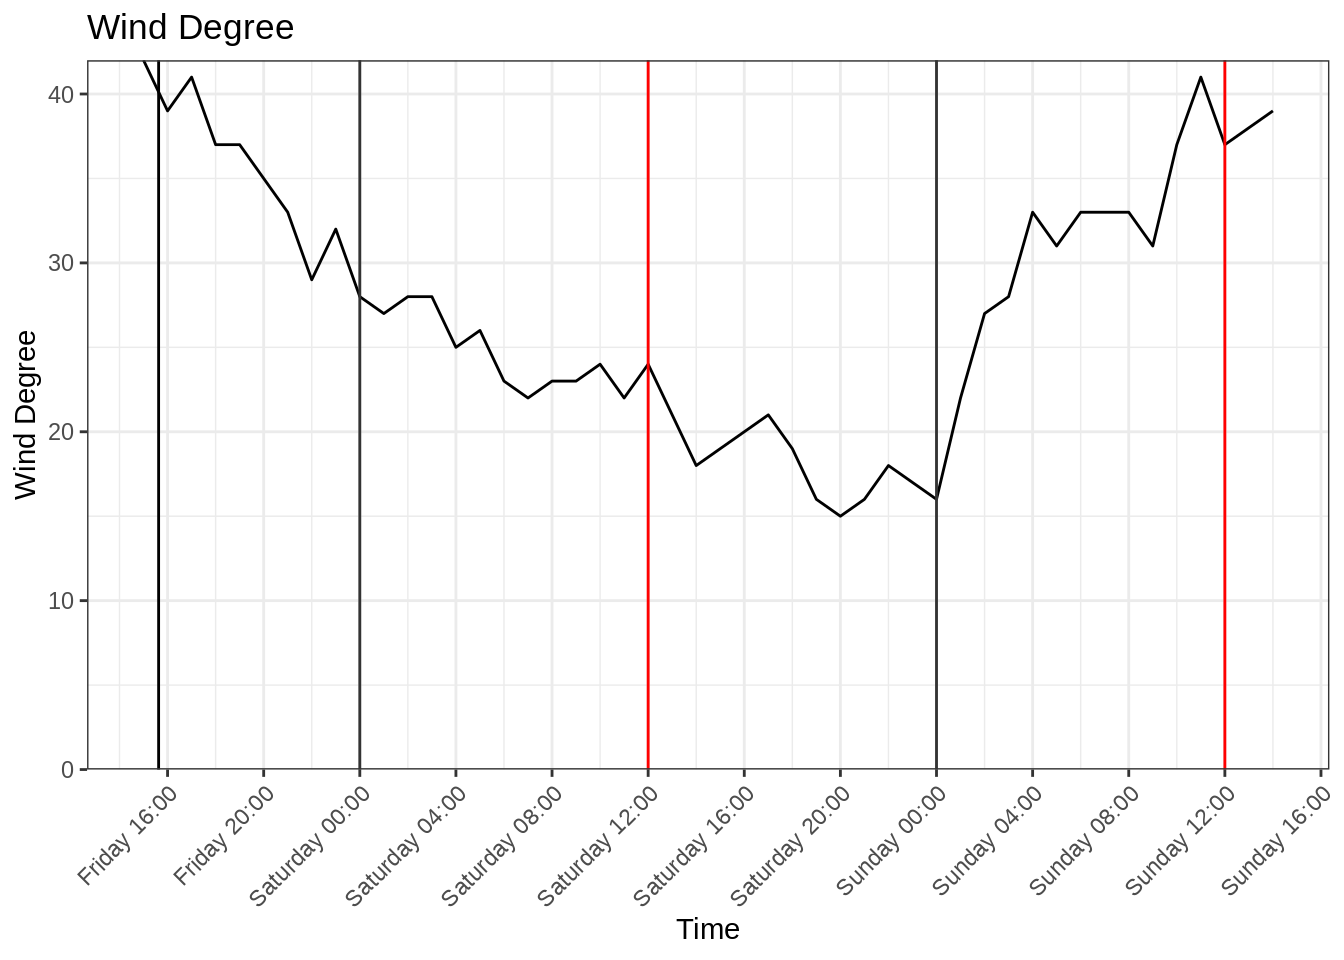 Wind Degree
Wind Degree
40
30
20
10
0
Friday 16:00
Friday 20:00
Saturday 00:00
Saturday 04:00
Saturday 08:00
Saturday 12:00
Saturday 16:00
Saturday 20:00
Sunday 00:00
Sunday 04:00
Sunday 08:00
Sunday 12:00
Sunday 16:00
Time